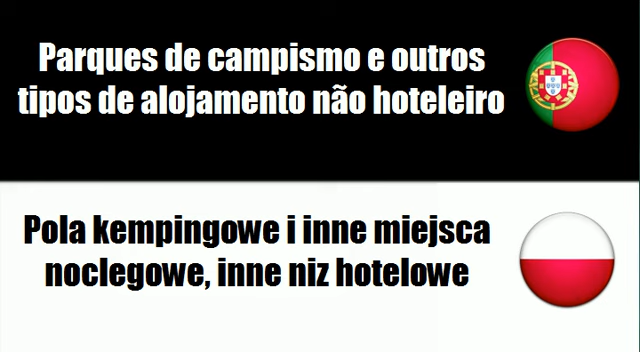 Parques de campismo e outros
tipos de alojamento não hoteleiro
Pola kempingowe i inne miejsca
noclegowe, inne niz hotelowe